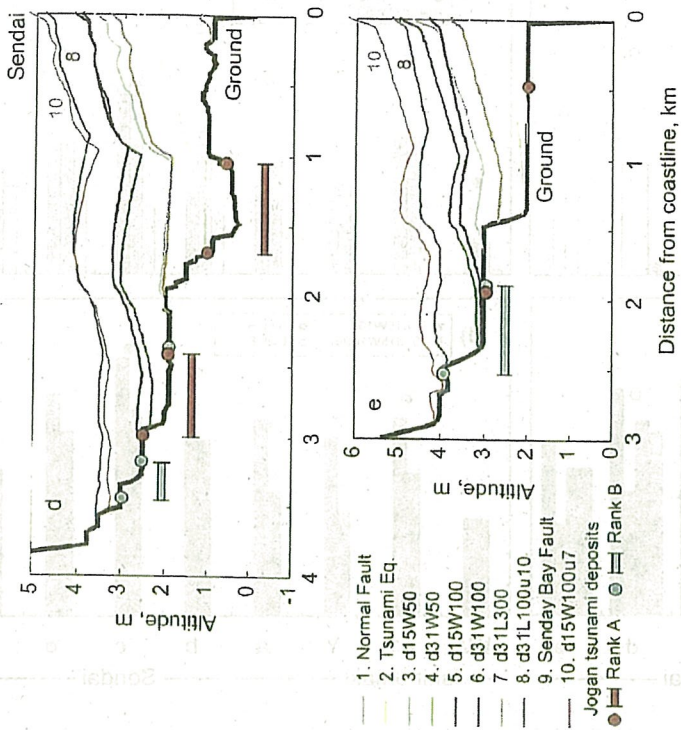 Sendai
d
10
8
Ground
Altitude, m
5
4
3
2
1
0
-1
4
3
2
1
0
e
10
8
Ground
Altitude, m
6
5
4
3
2
1
0
3
2
1
0
Distance from coastline, km
1. Normal Fault
2. Tsunami Eq.
3. d15W50
4. d31W50
5. d15W100
6. d31W100
7. d31L300
8. d31L100u10
9. Senday Bay Fault
10. d15W100u7
Jogan tsunami deposits
Rank A Rank B